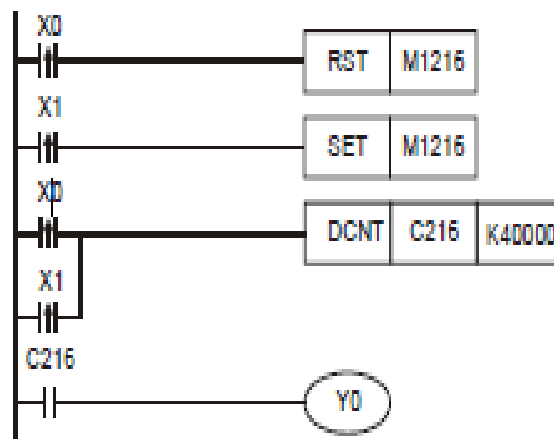 X0
RST M1216
X1
SET M1216
X0
DCNT C216 K40000
X1
C216
Y0